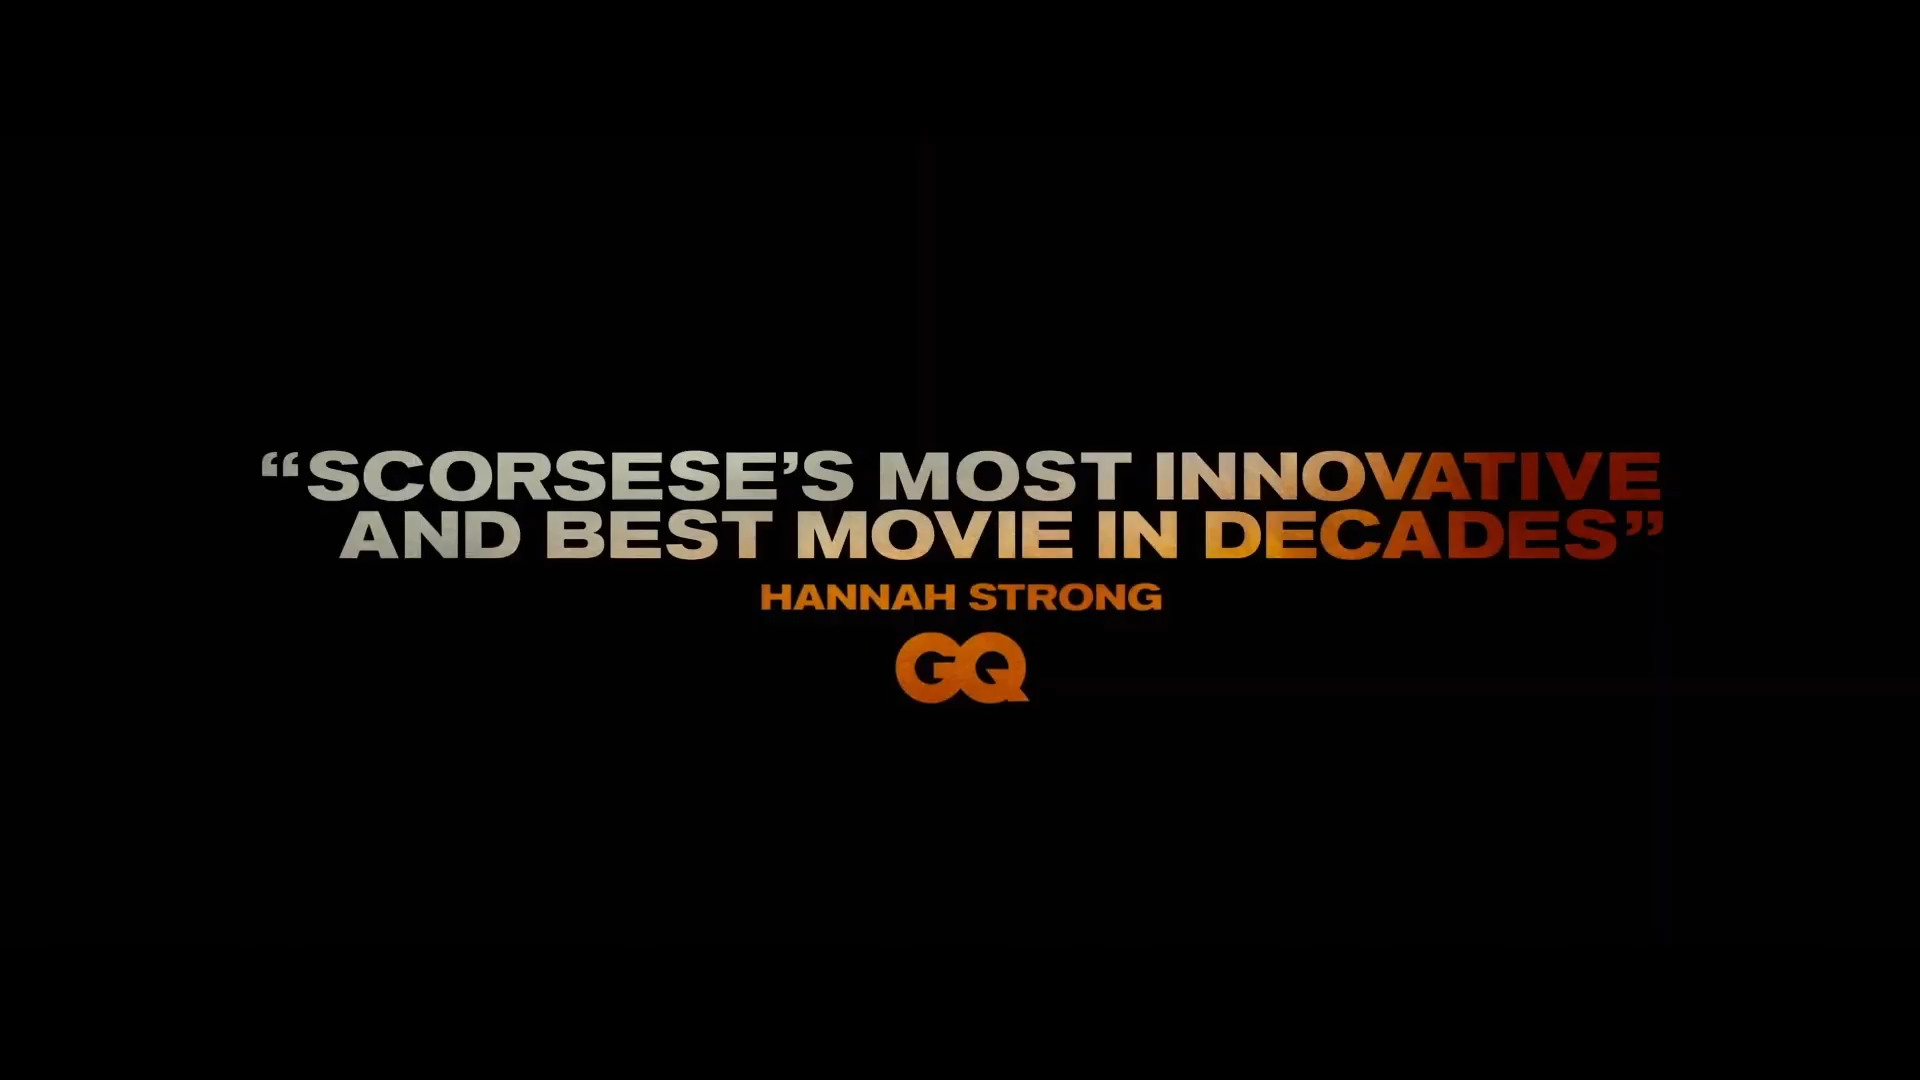 “SCORSESE’S MOST INNOVATIVE
AND BEST MOVIE IN DECADES”
HANNAH STRONG
GQ